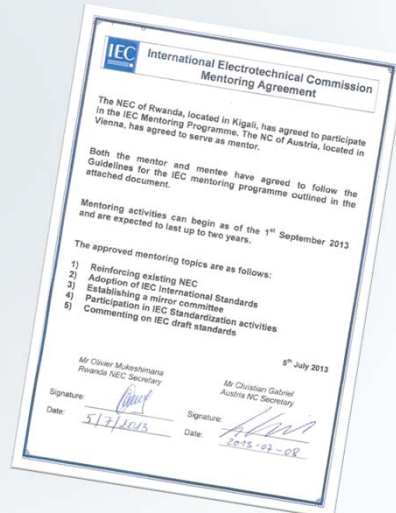 IEC
International Electrotechnical Commission
Mentoring Agreement
The NEC of Rwanda, located in Kigali, has agreed to participate
in the IEC Mentoring Programme. The NC of Austria, located in
Vienna, has agreed to serve as mentor.
Both the mentor and mentee have agreed to follow the
Guidelines for the IEC mentoring programme outlined in the
attached document.
Mentoring activities can begin as of the 1st September 2013
and are expected to last up to two years.
The approved mentoring topics are as follows:
1) Reinforcing existing NEC
2) Adoption of IEC International Standards
3) Establishing a mirror committee
4) Participation in IEC Standardization activities
5) Commenting on IEC draft standards
5th July 2013
Mr Olivier Mukeshimana
Rwanda NEC Secretary
Signature:
Date: 5/7/2013
Mr Christian Gabriel
Austria NC Secretary
Signature:
Date: 2013-07-08